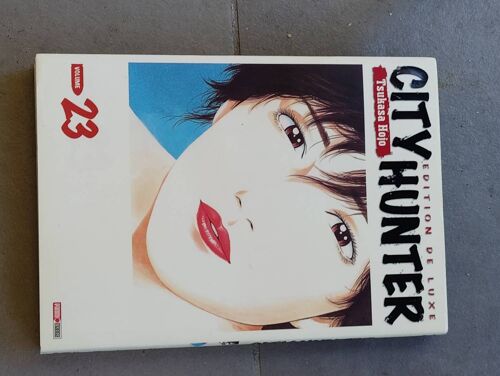 CITY HUNTER
EDITION DE LUXE
Tsukasa Hojo
VOLUME
23